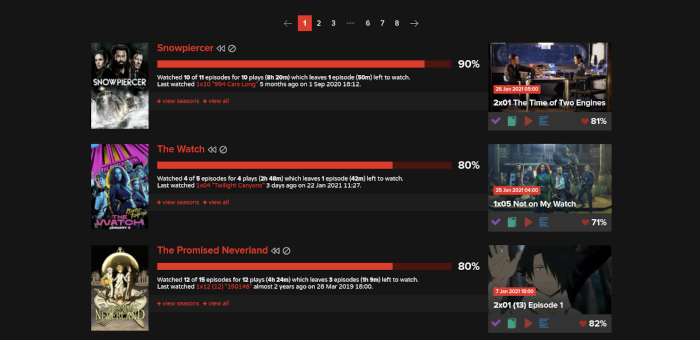 ← 1 2 3 ··· 6 7 8 →
Snowpiercer
90%
Watched 10 of 11 episodes for 10 plays (8h 20m) which leaves 1 episode (50m) left to watch.
Last watched 1x10 "994 Cars Long" 5 months ago on 1 Sep 2020 18:12.
+ view seasons + view all
SNOWPIERCER
26 Jan 2021 05:00
2x01 The Time of Two Engines
81%
The Watch
80%
Watched 4 of 5 episodes for 4 plays (2h 48m) which leaves 1 episode (42m) left to watch.
Last watched 1x04 "Twilight Canyons" 3 days ago on 22 Jan 2021 11:27.
+ view seasons + view all
THE
WATCH
JANUARY 3
25 Jan 2021 04:00
1x05 Not on My Watch
71%
The Promised Neverland
80%
Watched 12 of 15 episodes for 12 plays (4h 24m) which leaves 3 episodes (1h 9m) left to watch.
Last watched 1x12 (12) "150146" almost 2 years ago on 28 Mar 2019 18:00.
+ view seasons + view all
NEVERLAND
7 Jan 2021 18:00
2x01 (13) Episode 1
82%